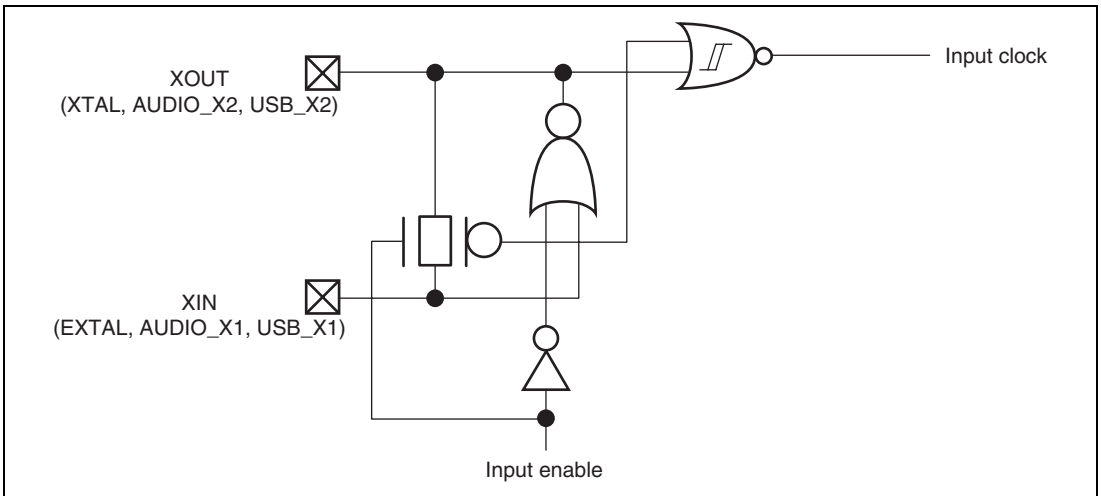 XOUT
(XTAL, AUDIO_X2, USB_X2)
Input clock
XIN
(EXTAL, AUDIO_X1, USB_X1)
Input enable